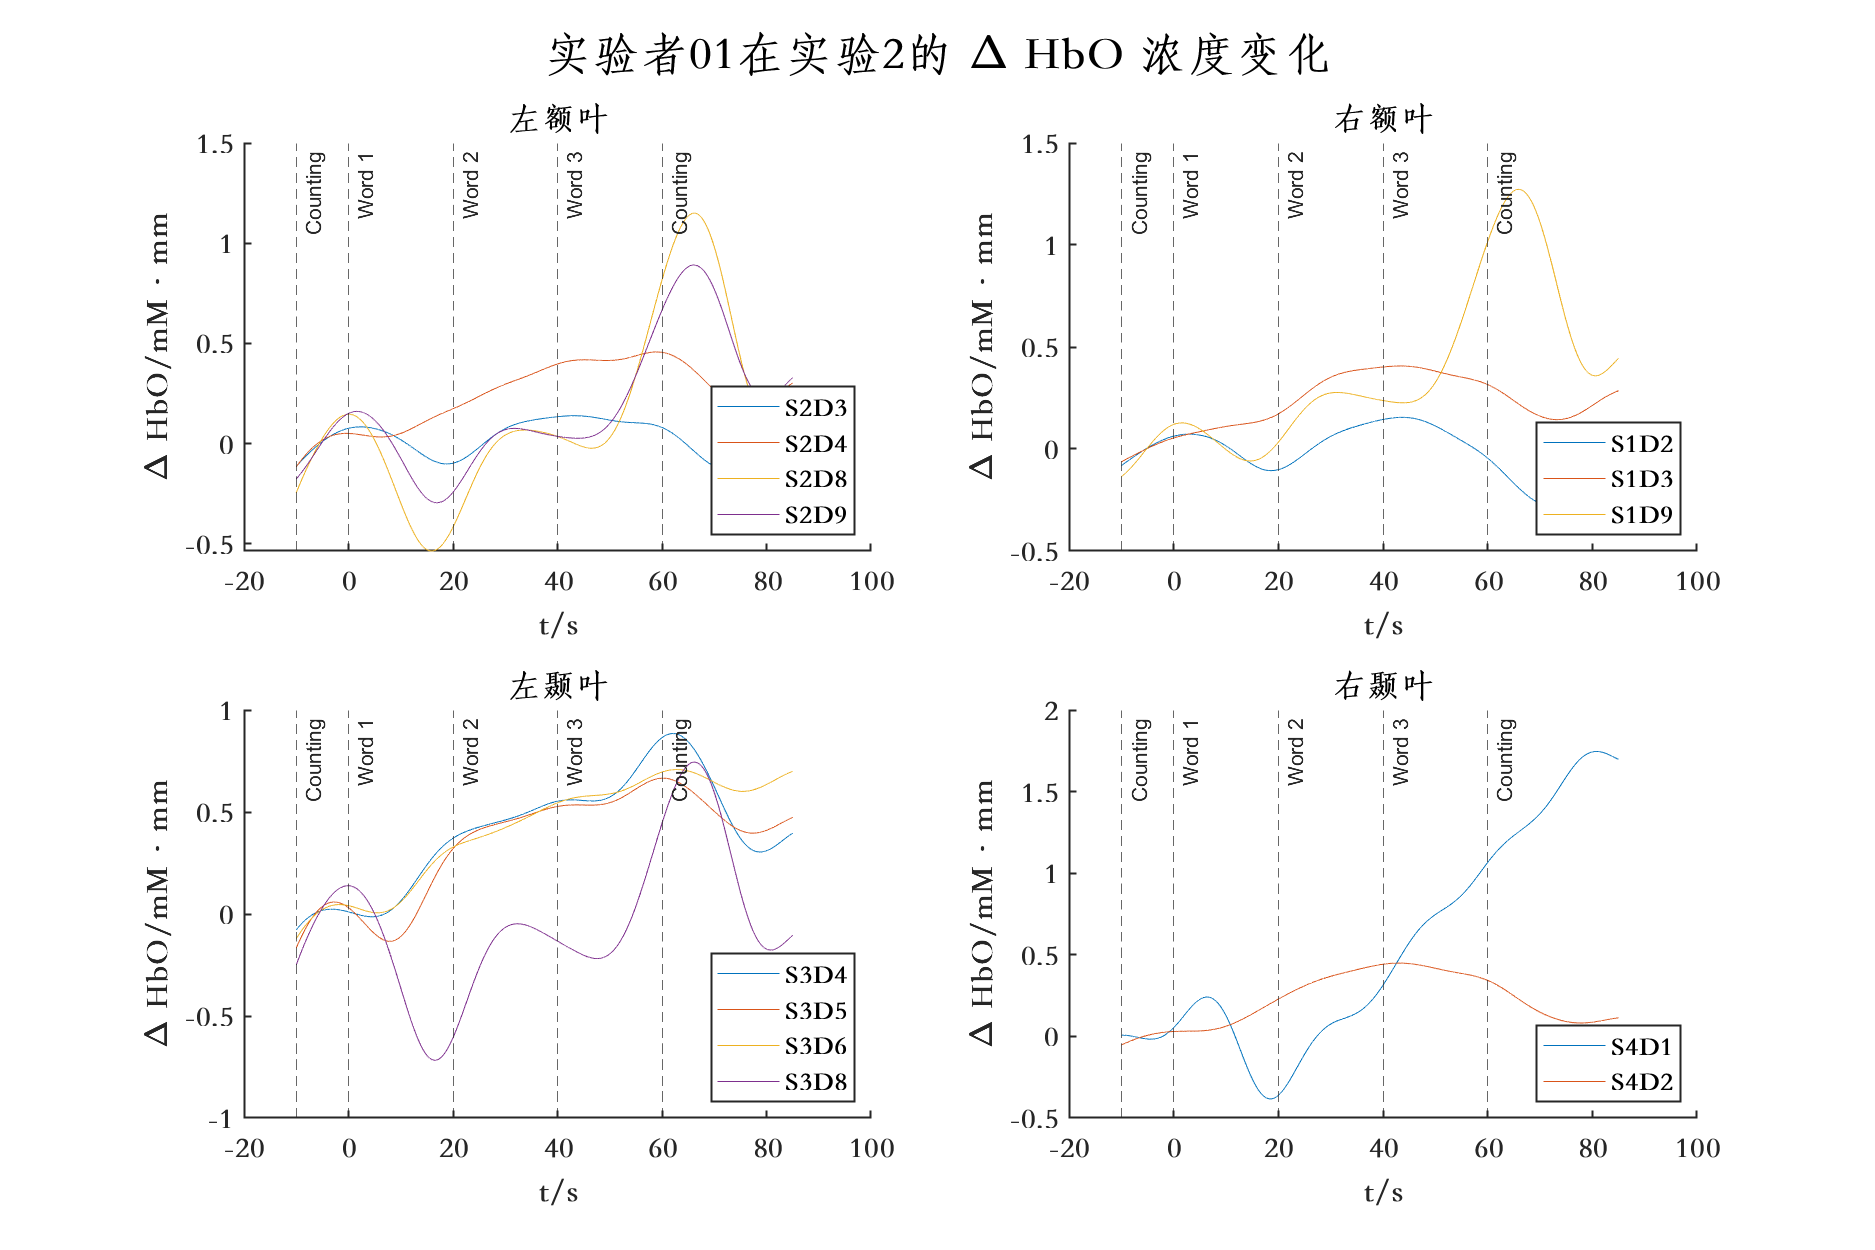 实验者01在实验2的 Δ HbO 浓度变化
左额叶
1.5
1
0.5
0
-0.5
Δ HbO/mM · mm
Counting
Word 1
Word 2
Word 3
Counting
S2D3
S2D4
S2D8
S2D9
-20 0 20 40 60 80 100
t/s
右额叶
1.5
1
0.5
0
-0.5
Δ HbO/mM · mm
Counting
Word 1
Word 2
Word 3
Counting
S1D2
S1D3
S1D9
-20 0 20 40 60 80 100
t/s
左颞叶
1
0.5
0
-0.5
-1
Δ HbO/mM · mm
Counting
Word 1
Word 2
Word 3
Counting
S3D4
S3D5
S3D6
S3D8
-20 0 20 40 60 80 100
t/s
右颞叶
2
1.5
1
0.5
0
-0.5
Δ HbO/mM · mm
Counting
Word 1
Word 2
Word 3
Counting
S4D1
S4D2
-20 0 20 40 60 80 100
t/s